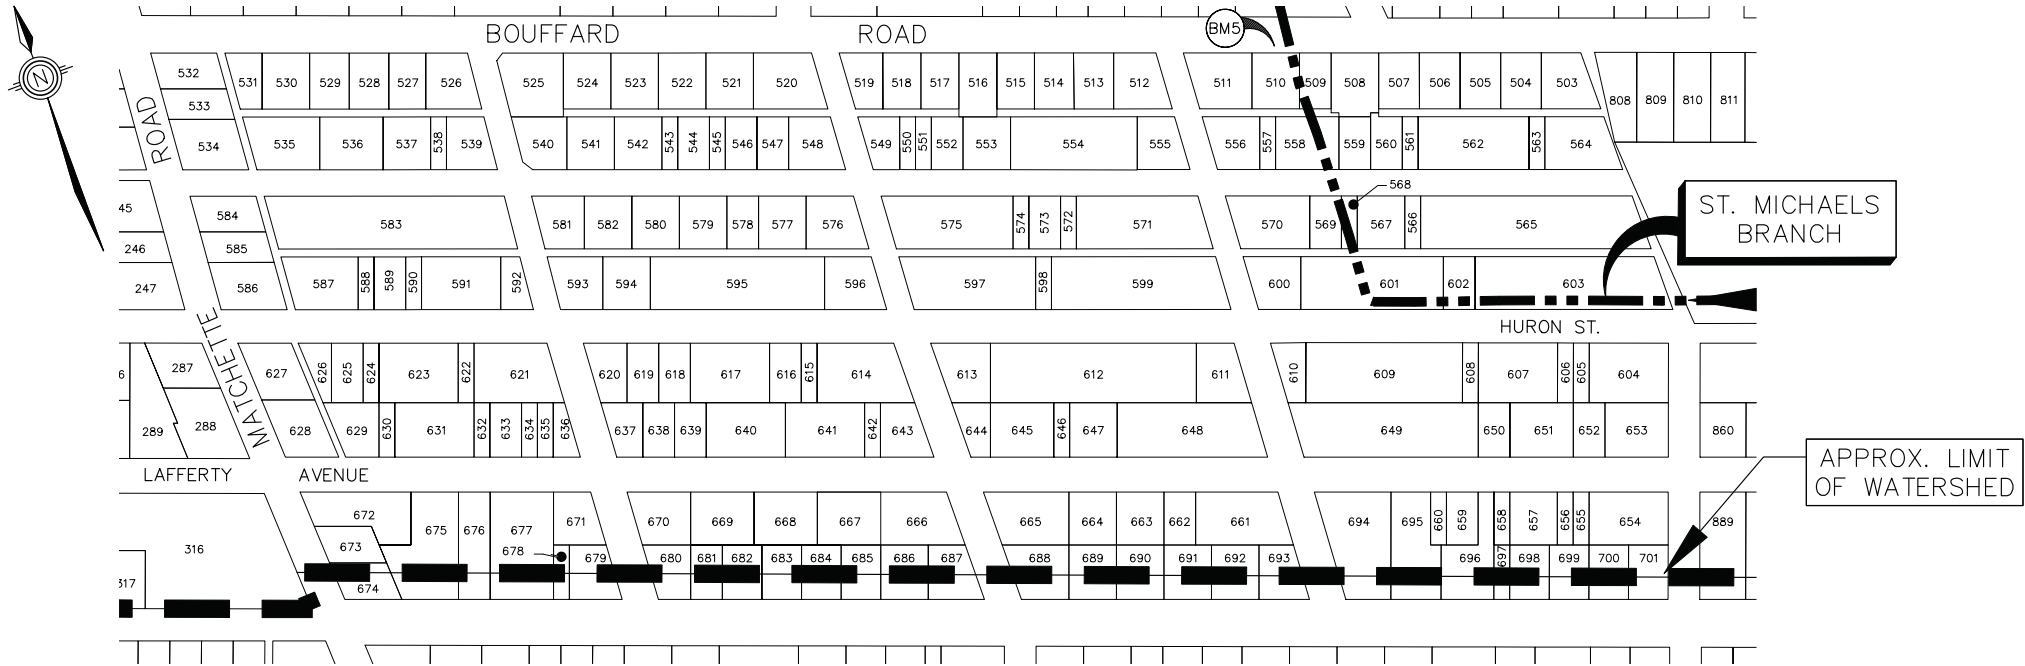 BOUFFARD ROAD
BM5
N
ROAD
532 531 530 529 528 527 526 525 524 523 522 521 520 519 518 517 516 515 514 513 512 511 510 509 508 507 506 505 504 503
533
808 809 810 811
534 535 536 537 538 539 540 541 542 543 544 545 546 547 548 549 550 551 552 553 554 555 556 557 558 559 560 561 562 563 564
568
45 584 583 581 582 580 579 578 577 576 575 574 573 572 571 570 569 567 566 565
ST. MICHAELS
BRANCH
246 585
247 586 587 588 589 590 591 592 593 594 595 596 597 598 599 600 601 602 603
HURON ST.
MATCHETTE
6 287 627 626 625 624 623 622 621 620 619 618 617 616 615 614 613 612 611 610 609 608 607 606 605 604
289 288 628 629 630 631 632 633 634 635 636 637 638 639 640 641 642 643 644 645 646 647 648 649 650 651 652 653 860
LAFFERTY AVENUE
APPROX. LIMIT
OF WATERSHED
672 675 676 677 671 670 669 668 667 666 665 664 663 662 661 694 695 660 659 658 657 656 655 654 889
316 673 678 679 680 681 682 683 684 685 686 687 688 689 690 691 692 693 696 697 698 699 700 701
317 674